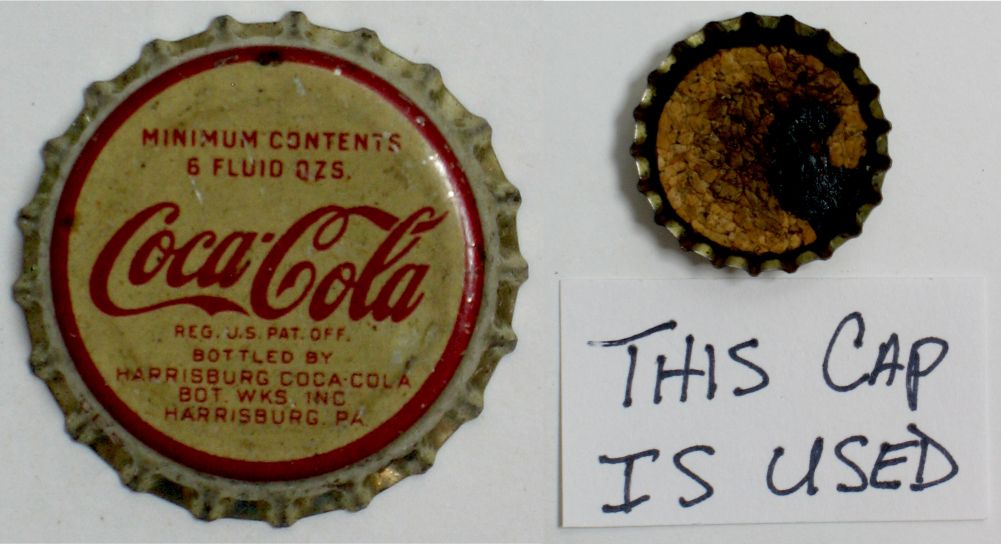 MINIMUM CONTENTS
6 FLUID OZS.
Coca-Cola
REG. U.S. PAT. OFF.
BOTTLED BY
HARRISBURG COCA-COLA
BOT. WKS. INC.
HARRISBURG. PA.
THIS CAP
IS USED